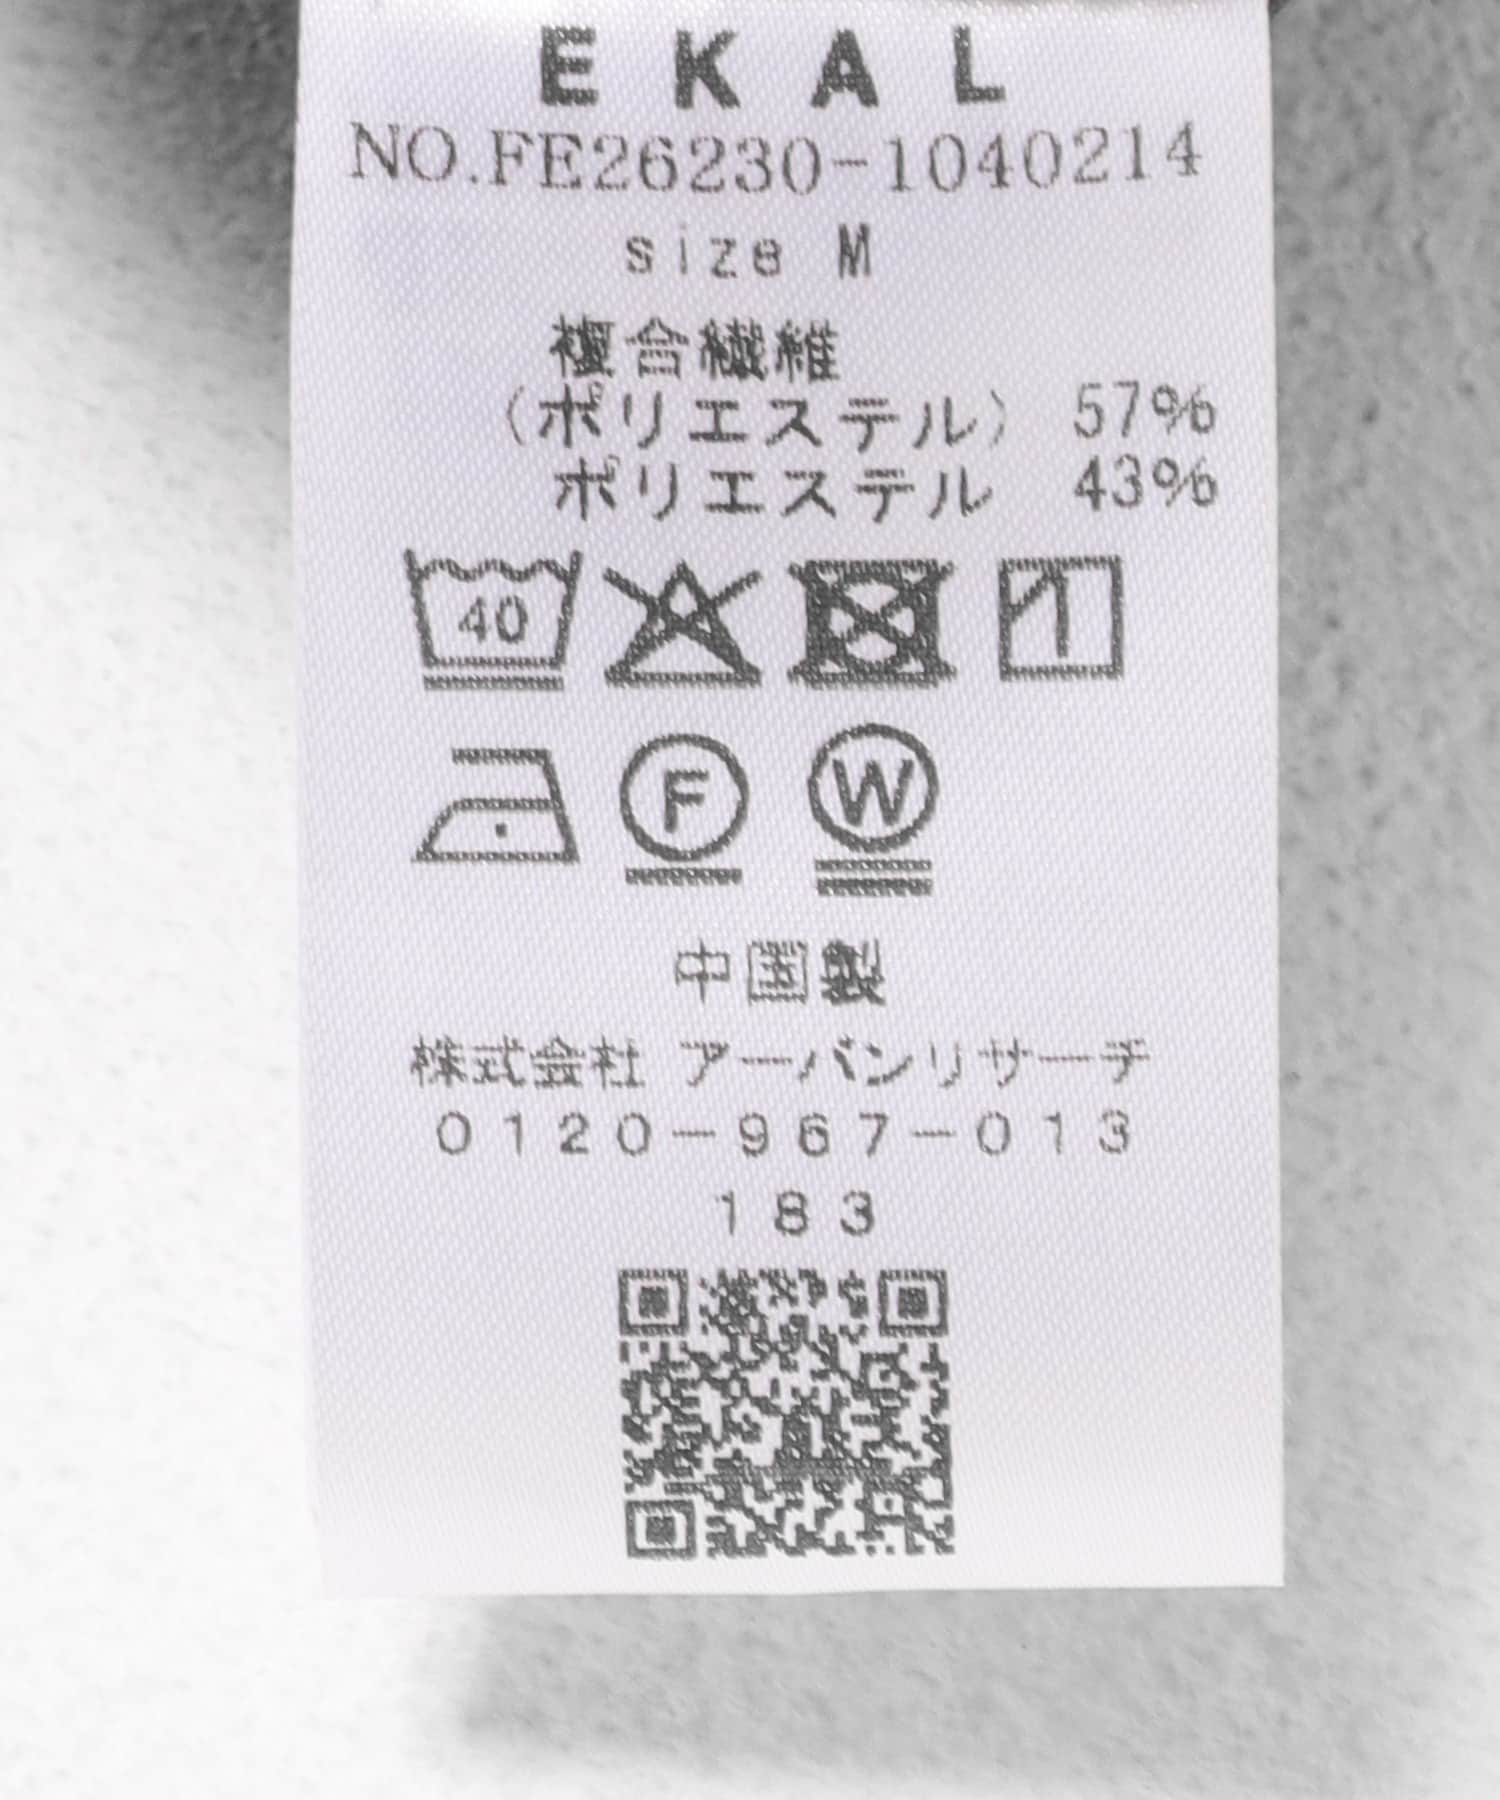 EKAL
NO.FE26230-1040214
size M
複合繊維
(ポリエステル) 57%
ポリエステル 43%
40
F
W
中国製
株式会社 アーバンリサーチ
0120-967-013
183